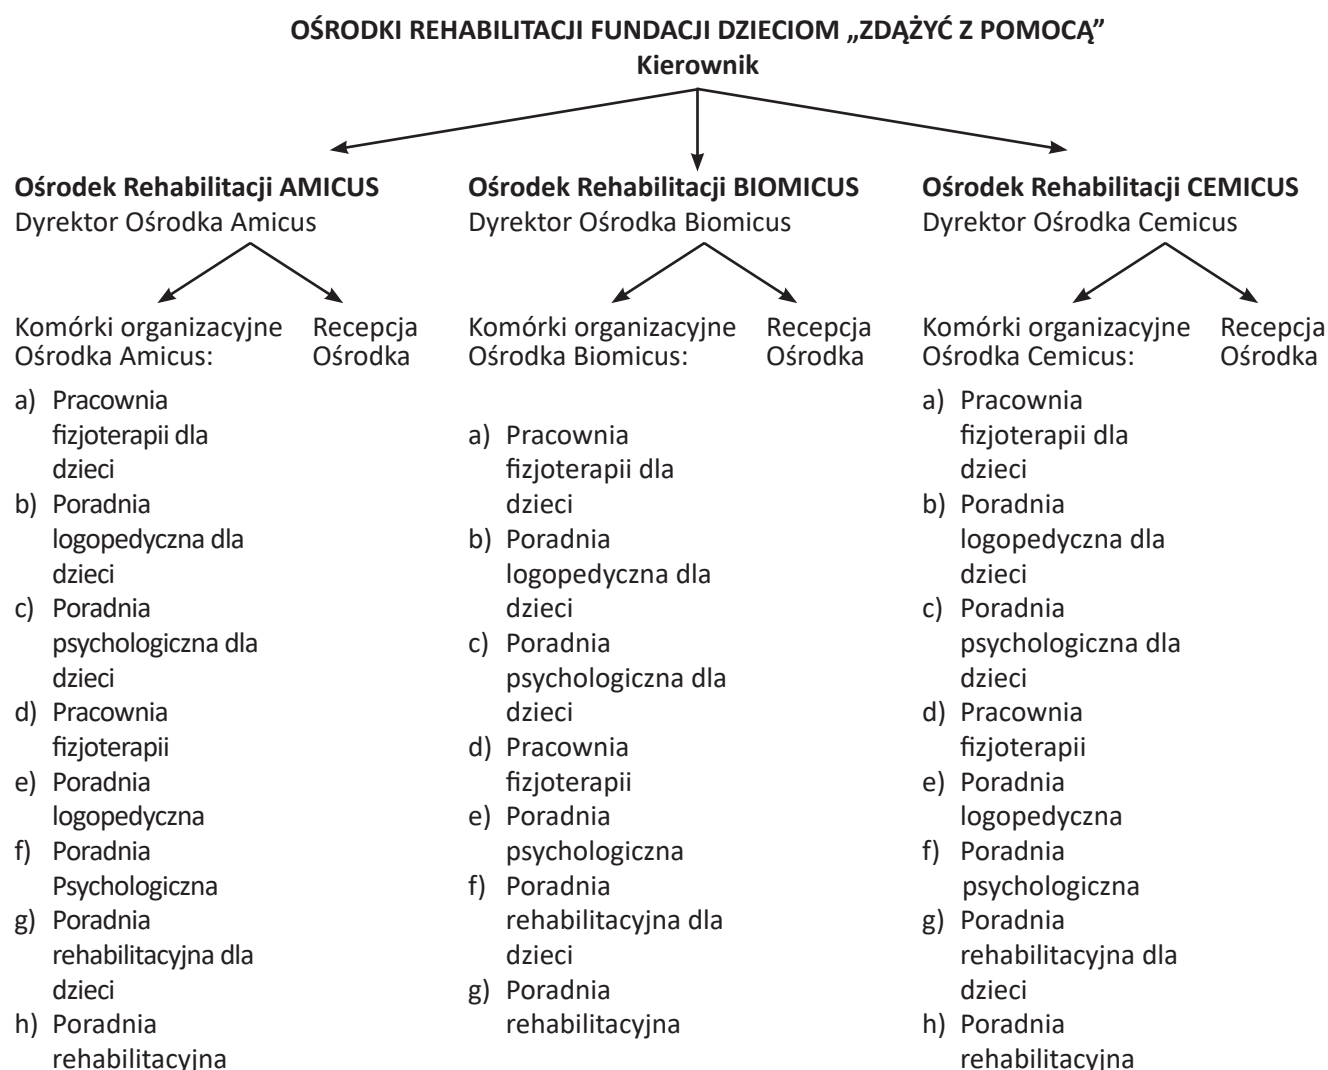 OŚRODKI REHABILITACJI FUNDACJI DZIECIOM „ZDĄŻYĆ Z POMOCĄ”
Kierownik
Ośrodek Rehabilitacji AMICUS
Dyrektor Ośrodka Amicus
Komórki organizacyjne
Ośrodka Amicus:
Recepcja
Ośrodka
a) Pracownia
fizjoterapii dla
dzieci
b) Poradnia
logopedyczna dla
dzieci
c) Poradnia
psychologiczna dla
dzieci
d) Pracownia
fizjoterapii
e) Poradnia
logopedyczna
f) Poradnia
Psychologiczna
g) Poradnia
rehabilitacyjna dla
dzieci
h) Poradnia
rehabilitacyjna
Ośrodek Rehabilitacji BIOMICUS
Dyrektor Ośrodka Biomicus
Komórki organizacyjne
Ośrodka Biomicus:
Recepcja
Ośrodka
a) Pracownia
fizjoterapii dla
dzieci
b) Poradnia
logopedyczna dla
dzieci
c) Poradnia
psychologiczna dla
dzieci
d) Pracownia
fizjoterapii
e) Poradnia
psychologiczna
f) Poradnia
rehabilitacyjna dla
dzieci
g) Poradnia
rehabilitacyjna
Ośrodek Rehabilitacji CEMICUS
Dyrektor Ośrodka Cemicus
Komórki organizacyjne
Ośrodka Cemicus:
Recepcja
Ośrodka
a) Pracownia
fizjoterapii dla
dzieci
b) Poradnia
logopedyczna dla
dzieci
c) Poradnia
psychologiczna dla
dzieci
d) Pracownia
fizjoterapii
e) Poradnia
logopedyczna
f) Poradnia
psychologiczna
g) Poradnia
rehabilitacyjna dla
dzieci
h) Poradnia
rehabilitacyjna